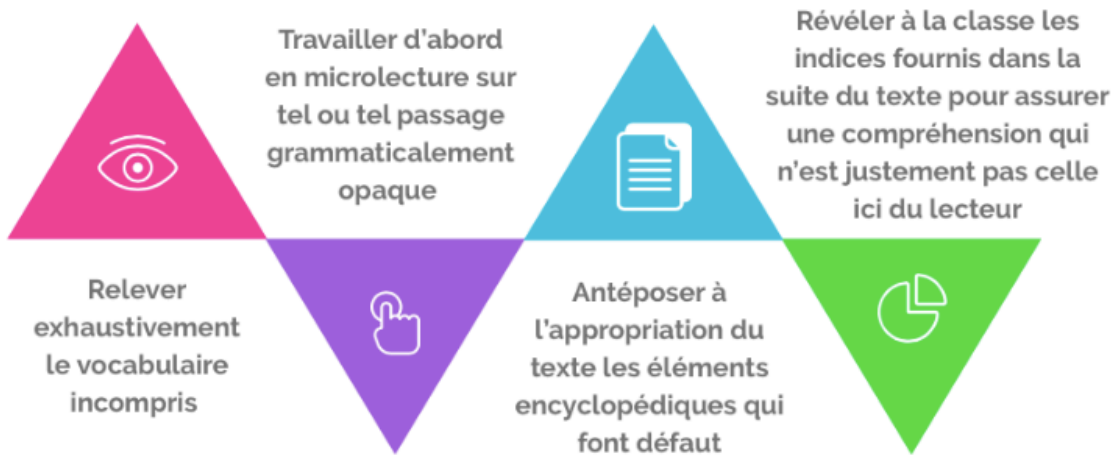 Relever
exhaustivement
le vocabulaire
incompris
Travailler d'abord
en microlecture sur
tel ou tel passage
grammaticalement
opaque
Antéposer à
l'appropriation du
texte les éléments
encyclopédiques qui
font défaut
Révéler à la classe les
indices fournis dans la
suite du texte pour assurer
une compréhension qui
n'est justement pas celle
ici du lecteur